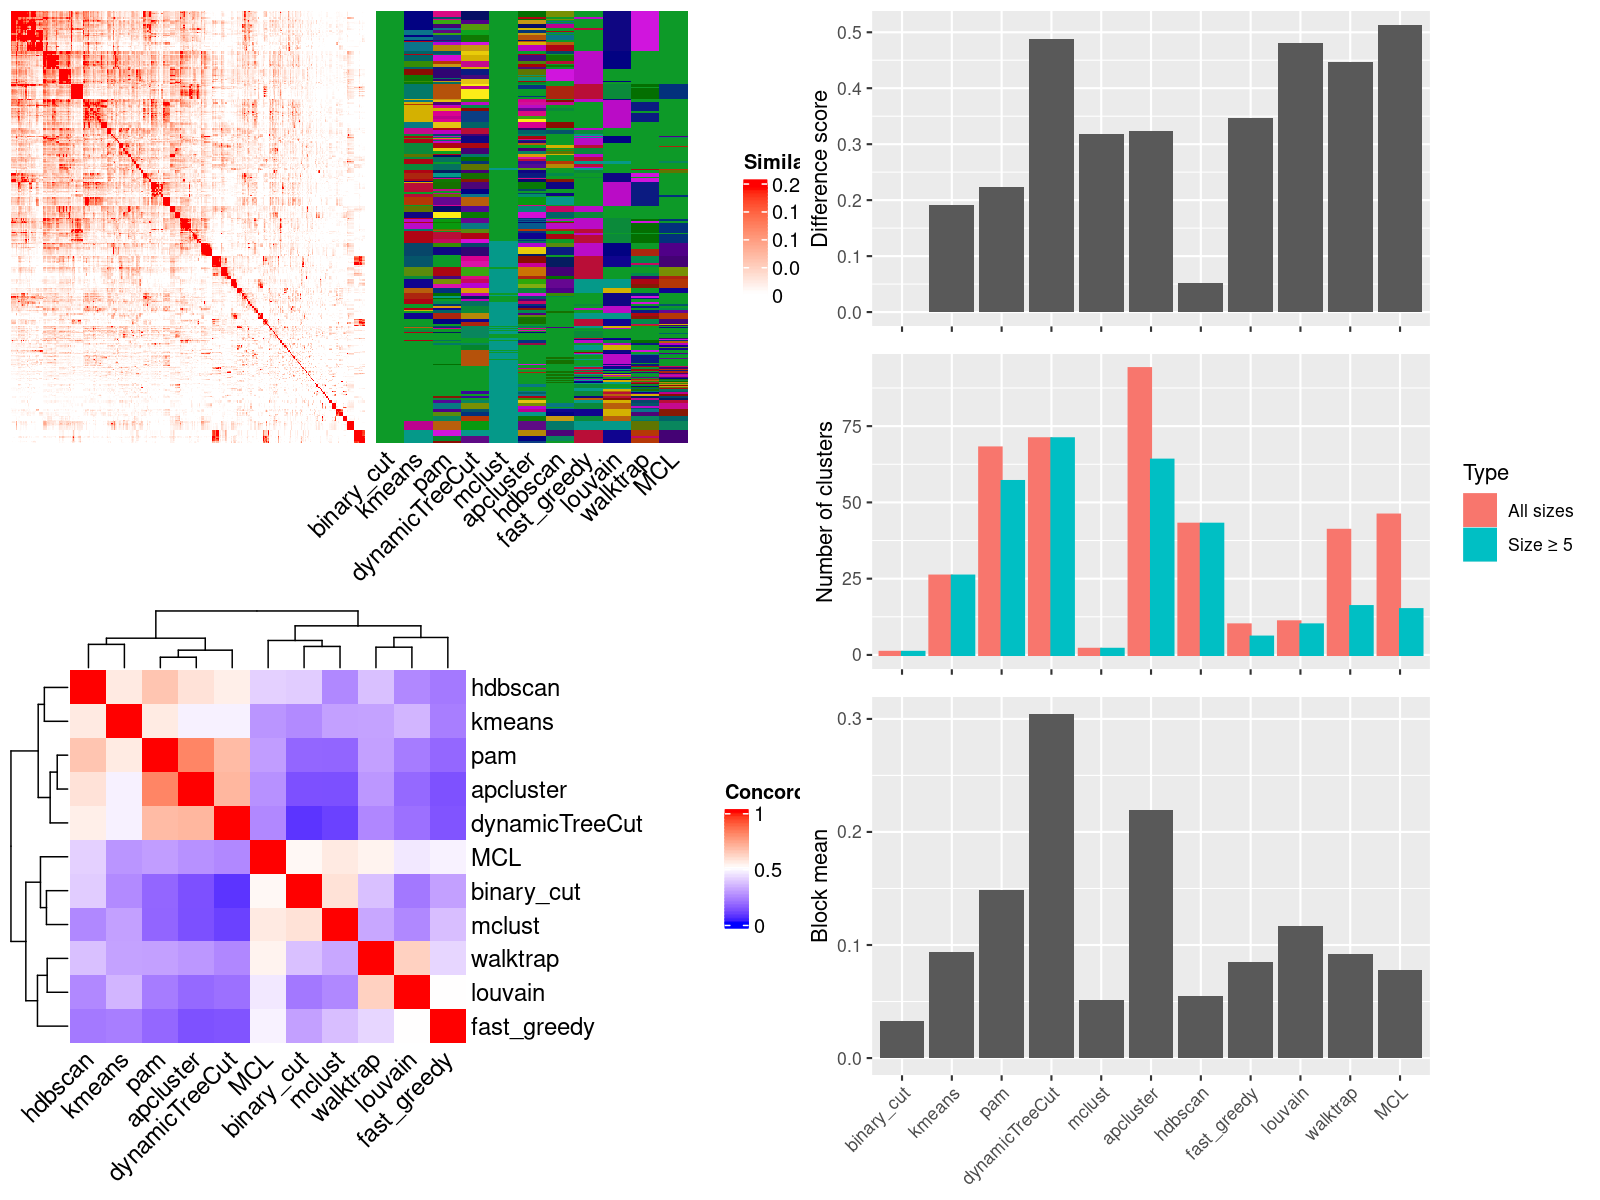 Simila
0.2
0.1
0.1
0.0
0
binary_cut
kmeans
pam
dynamicTreeCut
mclust
apcluster
hdbscan
fast_greedy
louvain
walktrap
MCL
hdbscan
kmeans
pam
apcluster
dynamicTreeCut
MCL
binary_cut
mclust
walktrap
louvain
fast_greedy
hdbscan
kmeans
pam
apcluster
dynamicTreeCut
MCL
binary_cut
mclust
walktrap
louvain
fast_greedy
Concord
1
0.5
0
Difference score
0.5
0.4
0.3
0.2
0.1
0.0
Number of clusters
75
50
25
0
Type
All sizes
Size ≥ 5
Block mean
0.3
0.2
0.1
0.0
binary_cut
kmeans
pam
dynamicTreeCut
mclust
apcluster
hdbscan
fast_greedy
louvain
walktrap
MCL